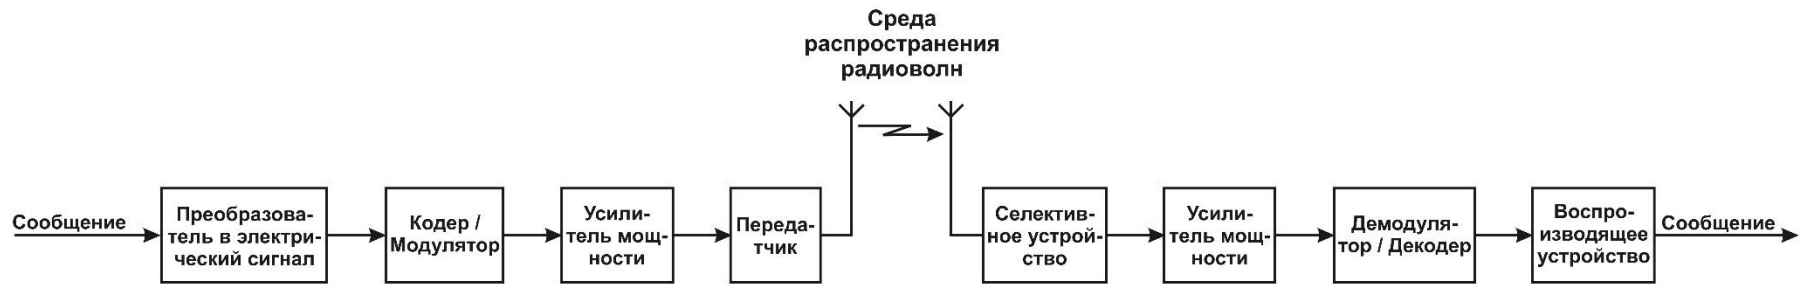 Среда
распространения
радиоволн
Сообщение
Преобразова-
тель в электри-
ческий сигнал
Кодер /
Модулятор
Усили-
тель мощ-
ности
Переда-
тчик
Селектив-
ное устрой-
ство
Усили-
тель мощ-
ности
Демодуля-
тор / Декодер
Воспро-
изводящее
устройство
Сообщение